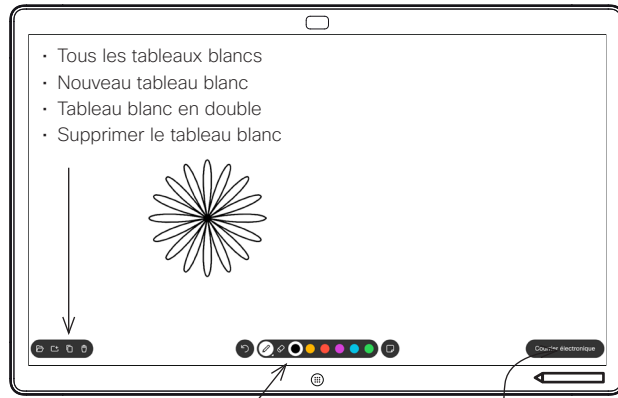 • Tous les tableaux blancs
• Nouveau tableau blanc
• Tableau blanc en double
• Supprimer le tableau blanc
Courrier électronique